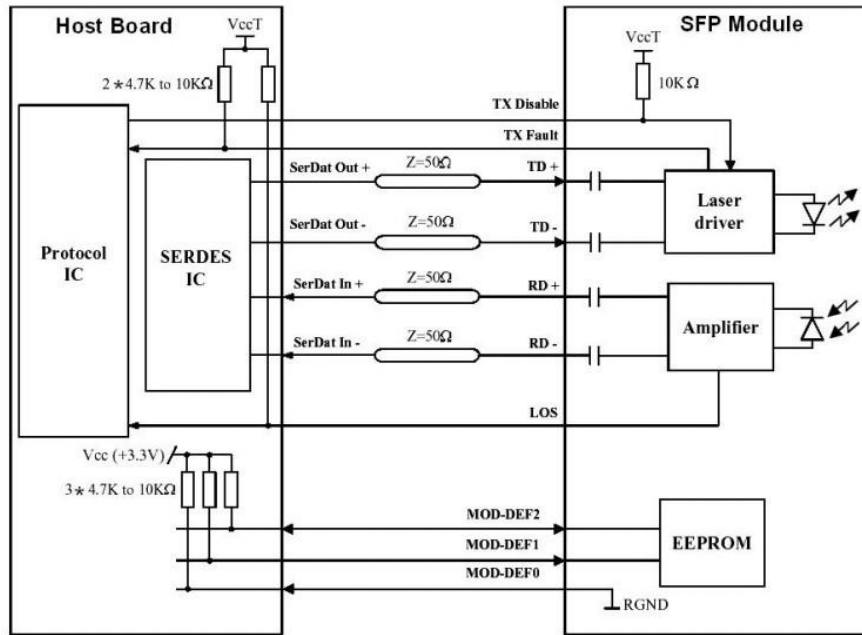 Host Board
SFP Module
VccT
VccT
2*4.7K to 10KΩ
10KΩ
TX Disable
TX Fault
SerDat Out +
Z=50Ω
TD +
Laser
driver
SerDat Out -
Z=50Ω
TD -
Protocol
IC
SERDES
IC
SerDat In +
Z=50Ω
RD +
Amplifier
SerDat In -
Z=50Ω
RD -
LOS
Vcc (+3.3V)
3*4.7K to 10KΩ
MOD-DEF2
MOD-DEF1
EEPROM
MOD-DEF0
RGND